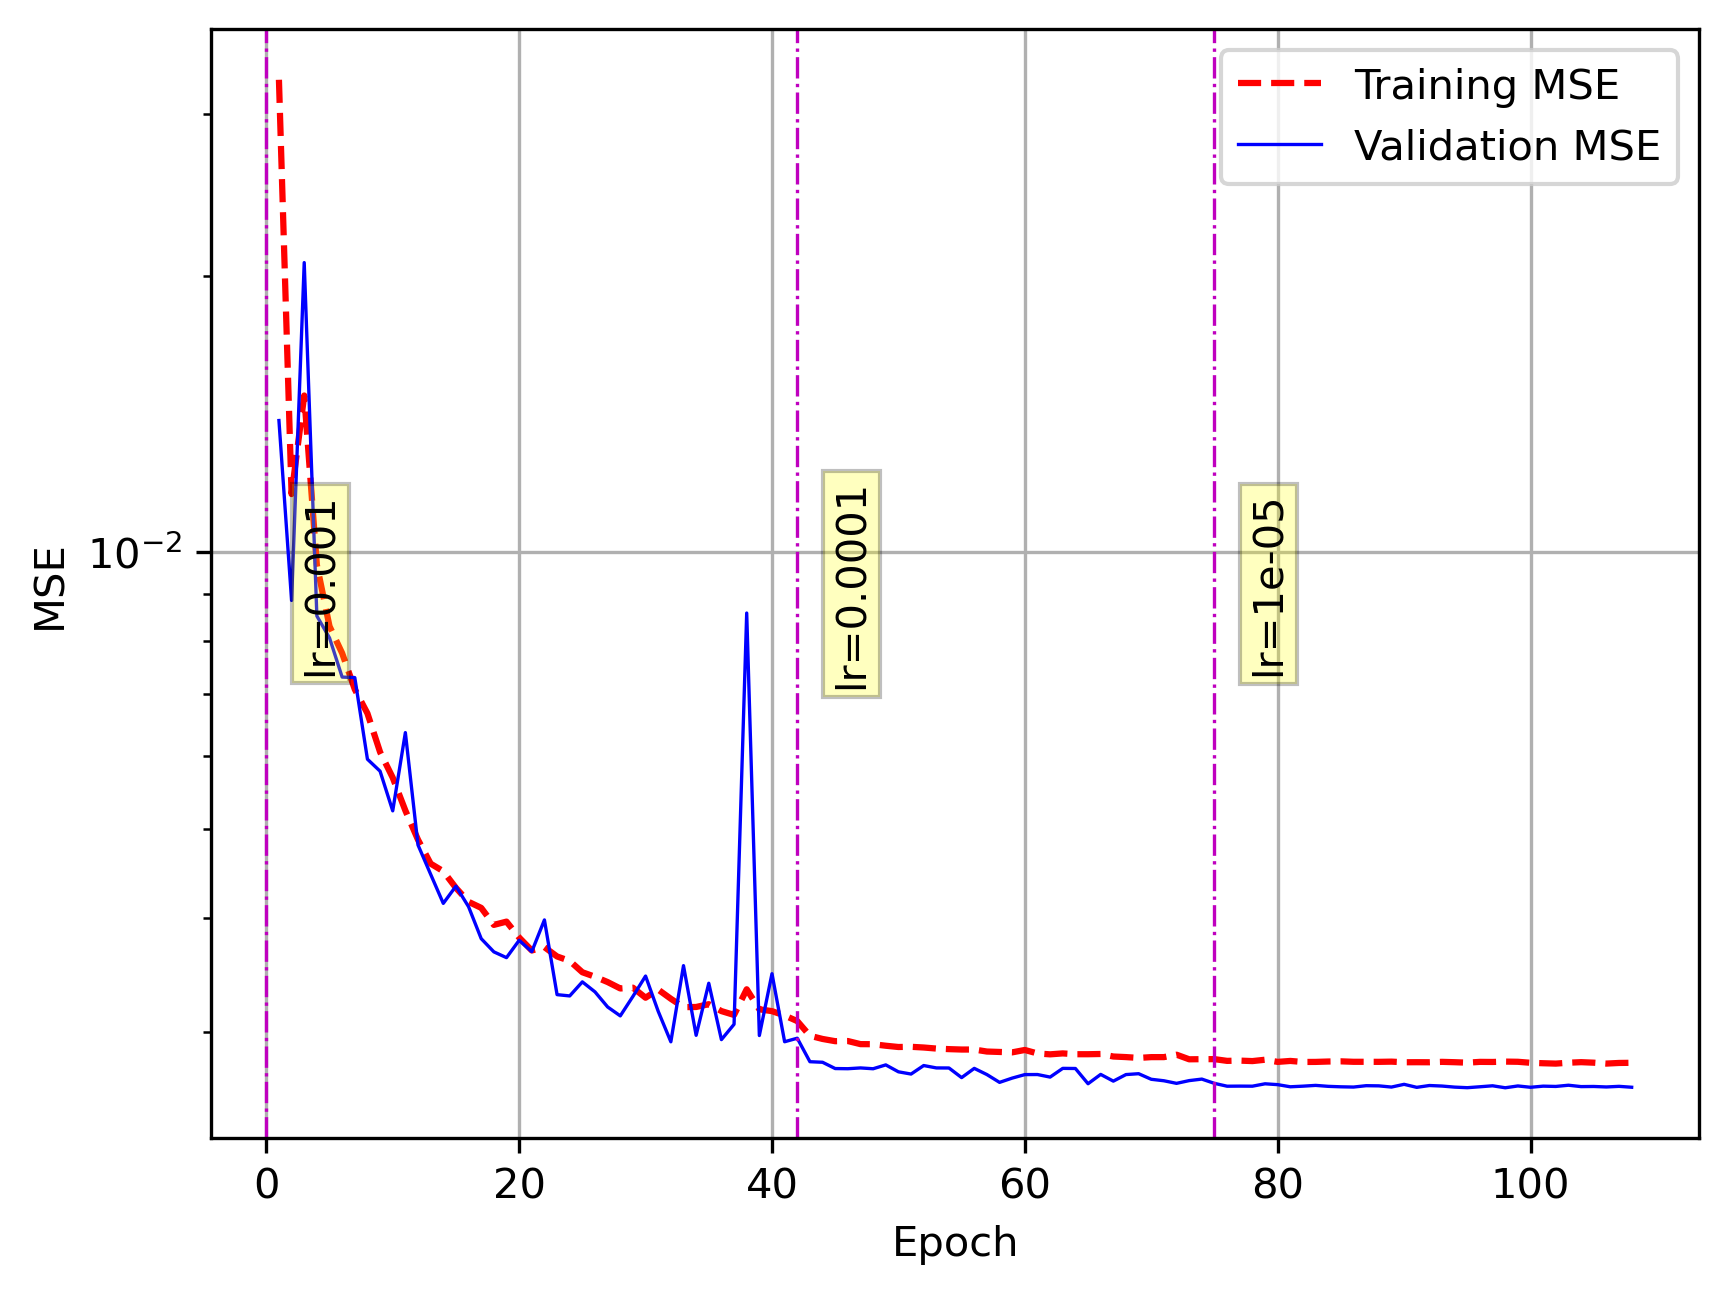 Training MSE
Validation MSE
MSE
10⁻²
lr=0.001
lr=0.0001
lr=1e-05
0 20 40 60 80 100
Epoch